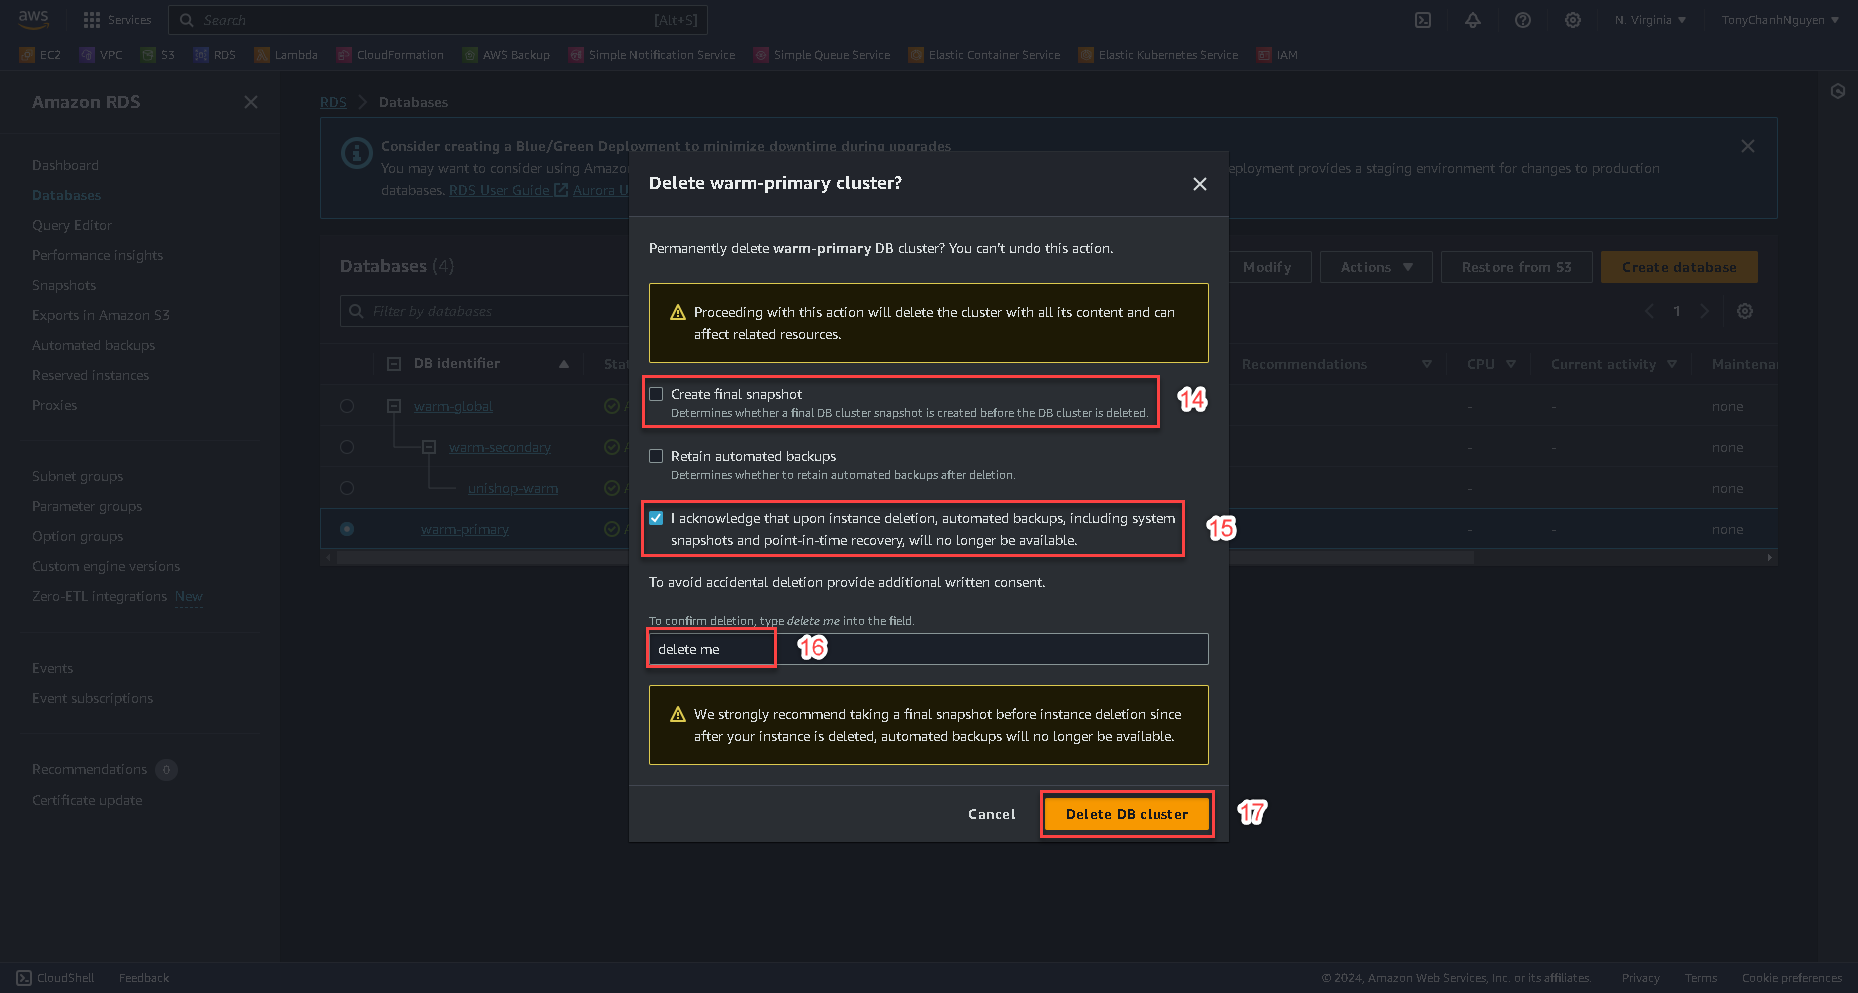 aws
Services
Search
[Alt+S]
N. Virginia
TonyChanhNguyen
EC2
VPC
S3
RDS
Lambda
CloudFormation
AWS Backup
Simple Notification Service
Simple Queue Service
Elastic Container Service
Elastic Kubernetes Service
IAM
Amazon RDS
Dashboard
Databases
Query Editor
Performance insights
Snapshots
Exports in Amazon S3
Automated backups
Reserved instances
Proxies
Subnet groups
Parameter groups
Option groups
Custom engine versions
Zero-ETL integrations New
Events
Event subscriptions
Recommendations 0
Certificate update
RDS > Databases
Consider creating a Blue/Green Deployment to minimize downtime during upgrades
You may want to consider using Amazo
eployment provides a staging environment for changes to production
databases. RDS User Guide Aurora U
Databases (4)
Modify
Actions
Restore from S3
Create database
Filter by databases
1
DB identifier
Stat
Recommendations
CPU
Current activity
Maintenan
warm-global
- - none
warm-secondary
- - none
unishop-warm
- - none
warm-primary
- - none
Delete warm-primary cluster?
Permanently delete warm-primary DB cluster? You can't undo this action.
Proceeding with this action will delete the cluster with all its content and can
affect related resources.
Create final snapshot
Determines whether a final DB cluster snapshot is created before the DB cluster is deleted.
14
Retain automated backups
Determines whether to retain automated backups after deletion.
I acknowledge that upon instance deletion, automated backups, including system
snapshots and point-in-time recovery, will no longer be available.
15
To avoid accidental deletion provide additional written consent.
To confirm deletion, type delete me into the field.
delete me
16
We strongly recommend taking a final snapshot before instance deletion since
after your instance is deleted, automated backups will no longer be available.
Cancel
Delete DB cluster
17
CloudShell
Feedback
© 2024, Amazon Web Services, Inc. or its affiliates.
Privacy
Terms
Cookie preferences